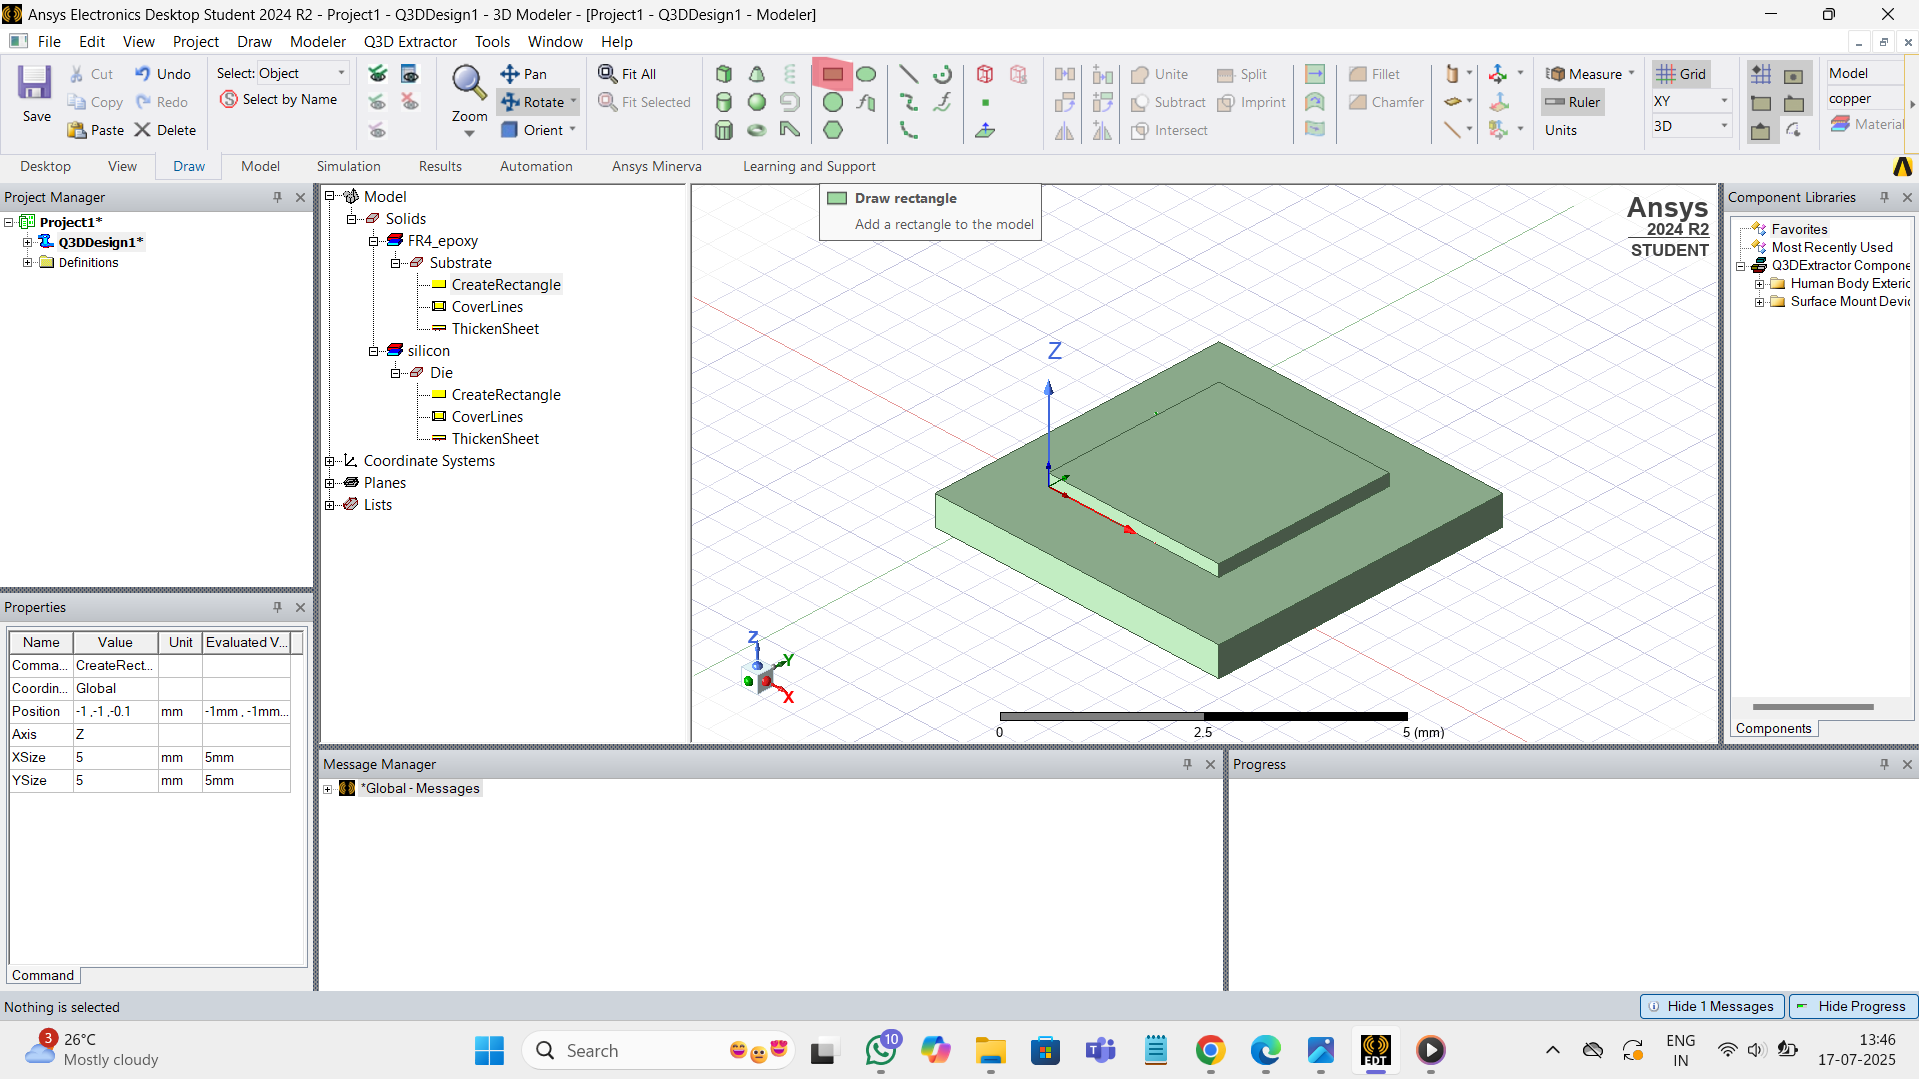 Ansys Electronics Desktop Student 2024 R2 - Project1 - Q3DDesign1 - 3D Modeler - [Project1 - Q3DDesign1 - Modeler]
File Edit View Project Draw Modeler Q3D Extractor Tools Window Help
Save
Cut
Copy
Paste
Undo
Redo
Delete
Select: Object
Select by Name
Zoom
Pan
Rotate
Orient
Fit All
Fit Selected
Unite
Subtract
Intersect
Split
Imprint
Fillet
Chamfer
Measure
Ruler
Units
Grid
XY
3D
Model
copper
Material
Desktop View Draw Model Simulation Results Automation Ansys Minerva Learning and Support
Project Manager
Project1*
Q3DDesign1*
Definitions
Model
Solids
FR4_epoxy
Substrate
CreateRectangle
CoverLines
ThickenSheet
silicon
Die
CreateRectangle
CoverLines
ThickenSheet
Coordinate Systems
Planes
Lists
Draw rectangle
Add a rectangle to the model
Ansys
2024 R2
STUDENT
Z
Z
Y
X
0 2.5 5 (mm)
Component Libraries
Favorites
Most Recently Used
Q3DExtractor Compone
Human Body Exteric
Surface Mount Devi
Components
Properties
Name Value Unit Evaluated V...
Comma... CreateRect...
Coordin... Global
Position -1 ,-1 ,-0.1 mm -1mm , -1mm...
Axis Z
XSize 5 mm 5mm
YSize 5 mm 5mm
Command
Message Manager
*Global - Messages
Progress
Nothing is selected
Hide 1 Messages
Hide Progress
3
26°C
Mostly cloudy
Search
10
EDT
ENG
IN
13:46
17-07-2025